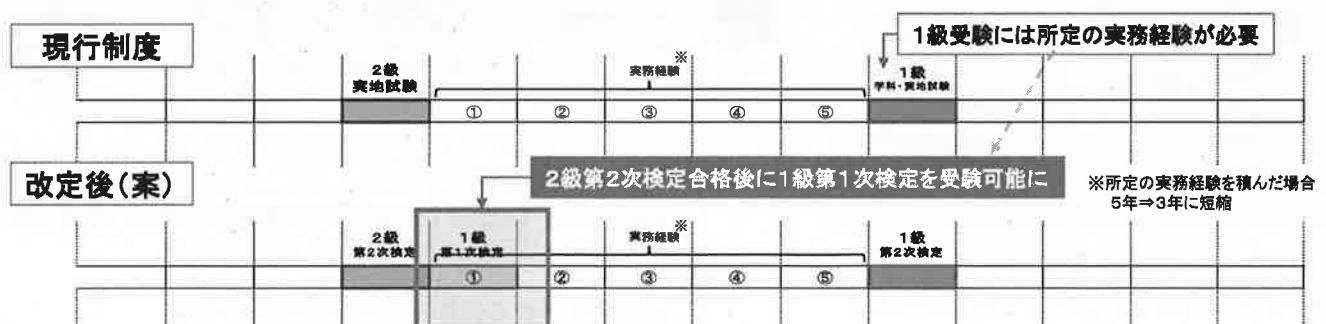 1級受験には所定の実務経験が必要
現行制度
2級
実地試験
実務経験※
1級
学科・実地試験
① ② ③ ④ ⑤
改定後(案)
2級第2次検定合格後に1級第1次検定を受験可能に
※所定の実務経験を積んだ場合
5年⇒3年に短縮
2級
第2次検定
1級
第1次検定
実務経験※
1級
第2次検定
① ② ③ ④ ⑤